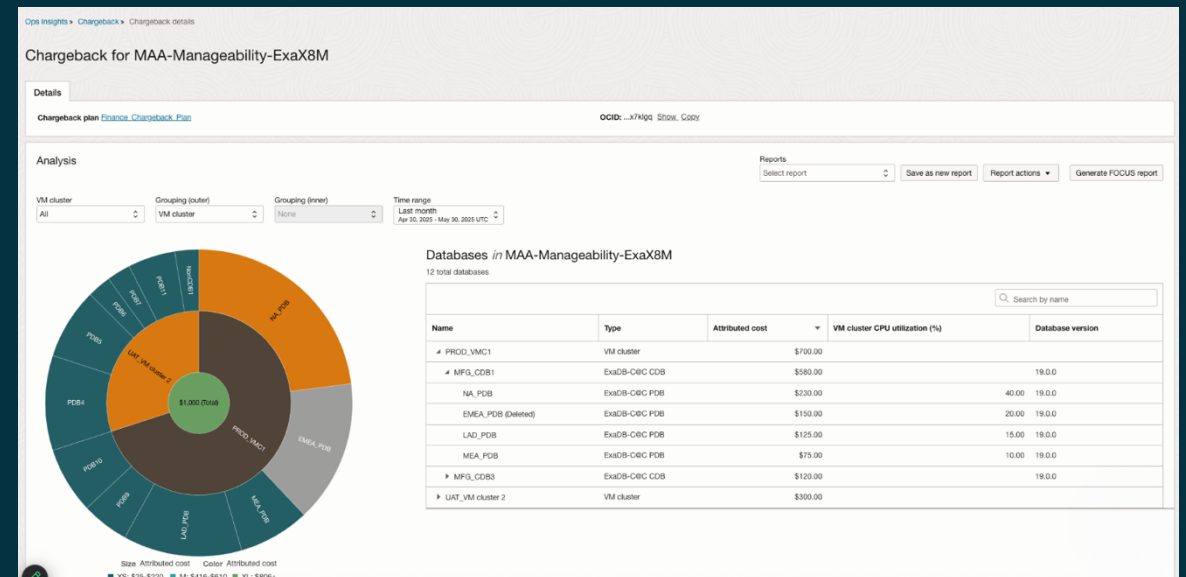 Ops Insights » Chargeback » Chargeback details
Chargeback for MAA-Manageability-ExaX8M
Details
Chargeback plan Finance_Chargeback_Plan
OCID: ...x7klgq Show Copy
Analysis
Reports
Select report
Save as new report
Report actions
Generate FOCUS report
VM cluster
All
Grouping (outer)
VM cluster
Grouping (inner)
None
Time range
Last month
Apr 30, 2025 - May 30, 2025 UTC
NonCDB1
PDB11
PDB7
PDB6
PDB5
PDB4
PDB10
PDB9
LAD_PDB
MEA_PDB
EMEA_PDB
NA_PDB
UAT_VM cluster 2
PROD_VMC1
$1,000 (Total)
Size Attributed cost Color Attributed cost
XS: $25-$220 M: $416-$610 XL: $806+
Databases in MAA-Manageability-ExaX8M
12 total databases
Search by name
Name Type Attributed cost VM cluster CPU utilization (%) Database version
PROD_VMC1 VM cluster $700.00
MFG_CDB1 ExaDB-C@C CDB $580.00 19.0.0
NA_PDB ExaDB-C@C PDB $230.00 40.00 19.0.0
EMEA_PDB (Deleted) ExaDB-C@C PDB $150.00 20.00 19.0.0
LAD_PDB ExaDB-C@C PDB $125.00 15.00 19.0.0
MEA_PDB ExaDB-C@C PDB $75.00 10.00 19.0.0
MFG_CDB3 ExaDB-C@C CDB $120.00 19.0.0
UAT_VM cluster 2 VM cluster $300.00